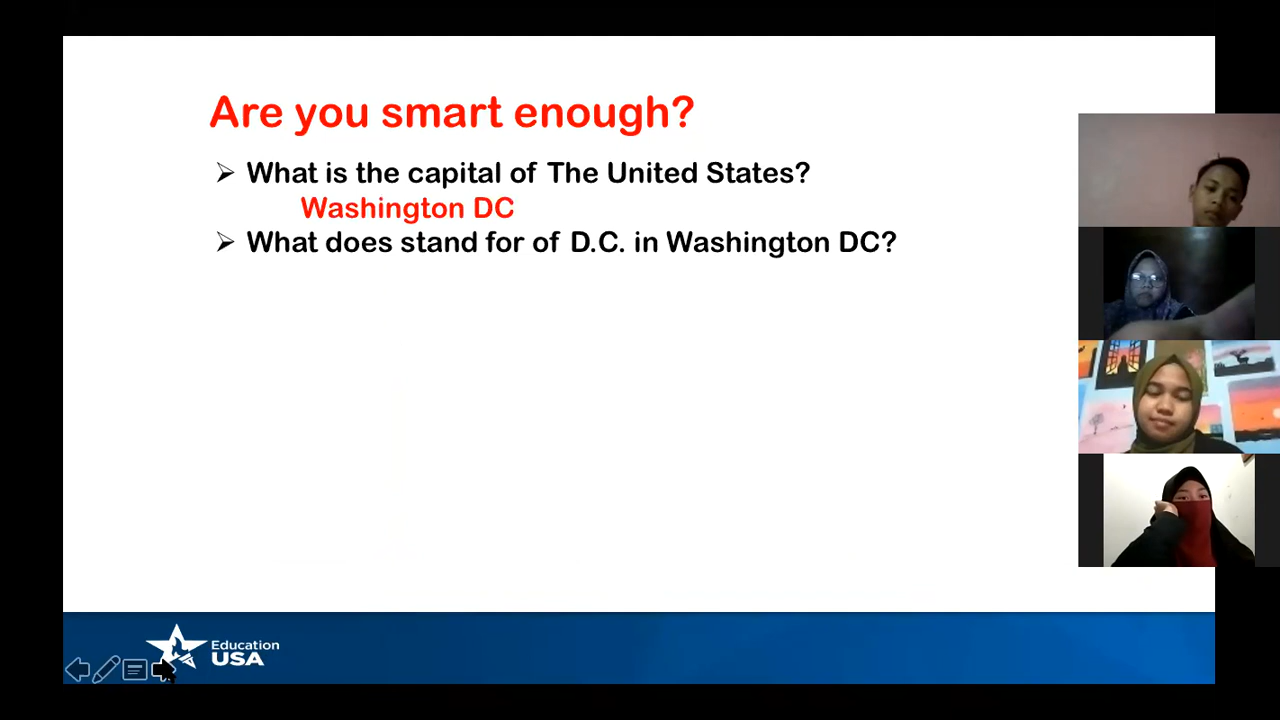 Are you smart enough?
➢ What is the capital of The United States?
Washington DC
➢ What does stand for of D.C. in Washington DC?
Education
USA